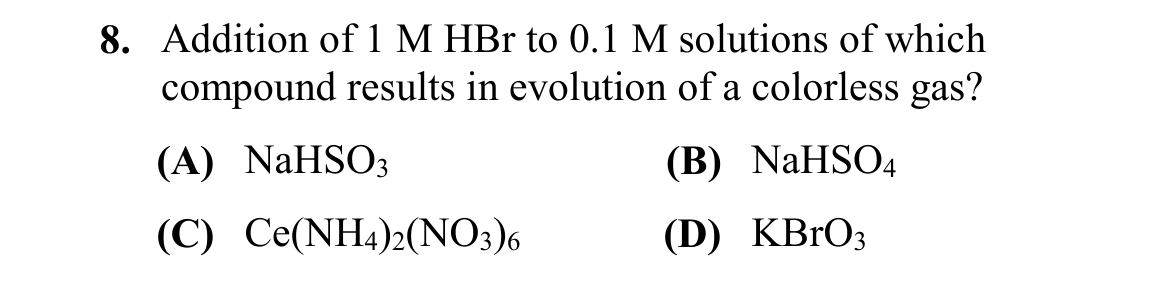 8. Addition of 1 M HBr to 0.1 M solutions of which
compound results in evolution of a colorless gas?
(A) NaHSO₃ (B) NaHSO₄
(C) Ce(NH₄)₂(NO₃)₆ (D) KBrO₃